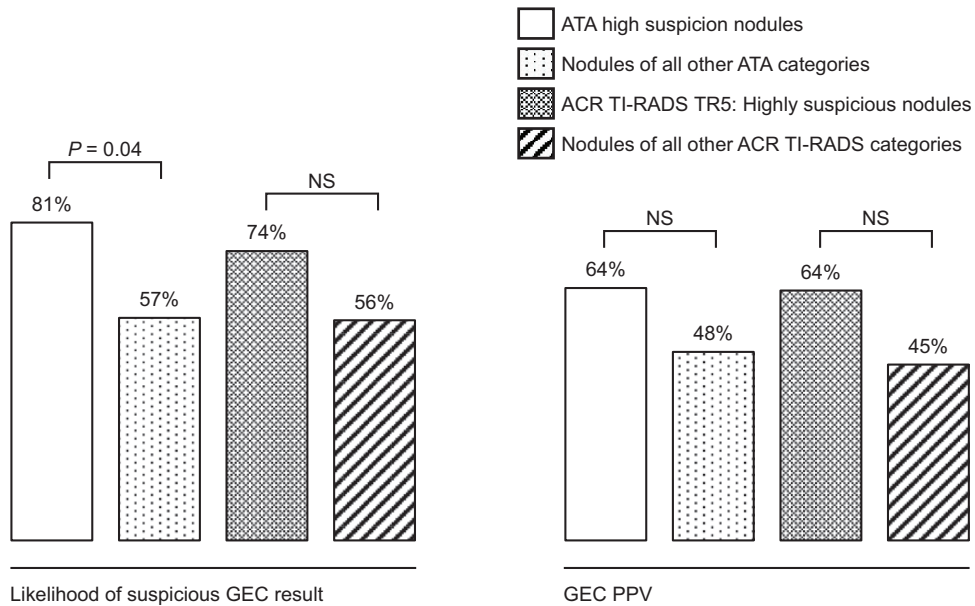 ATA high suspicion nodules
Nodules of all other ATA categories
ACR TI-RADS TR5: Highly suspicious nodules
Nodules of all other ACR TI-RADS categories
P = 0.04
NS
81%
57%
74%
56%
Likelihood of suspicious GEC result
NS
NS
64%
48%
64%
45%
GEC PPV